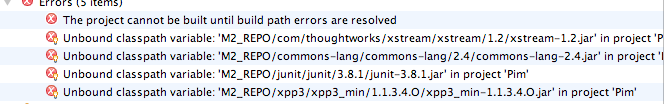 Errors (5 items)
The project cannot be built until build path errors are resolved
Unbound classpath variable: 'M2_REPO/com/thoughtworks/xstream/xstream/1.2/xstream-1.2.jar' in project 'P
Unbound classpath variable: 'M2_REPO/commons-lang/commons-lang/2.4/commons-lang-2.4.jar' in project 'Pim
Unbound classpath variable: 'M2_REPO/junit/junit/3.8.1/junit-3.8.1.jar' in project 'Pim'
Unbound classpath variable: 'M2_REPO/xpp3/xpp3_min/1.1.3.4.O/xpp3_min-1.1.3.4.O.jar' in project 'Pim'